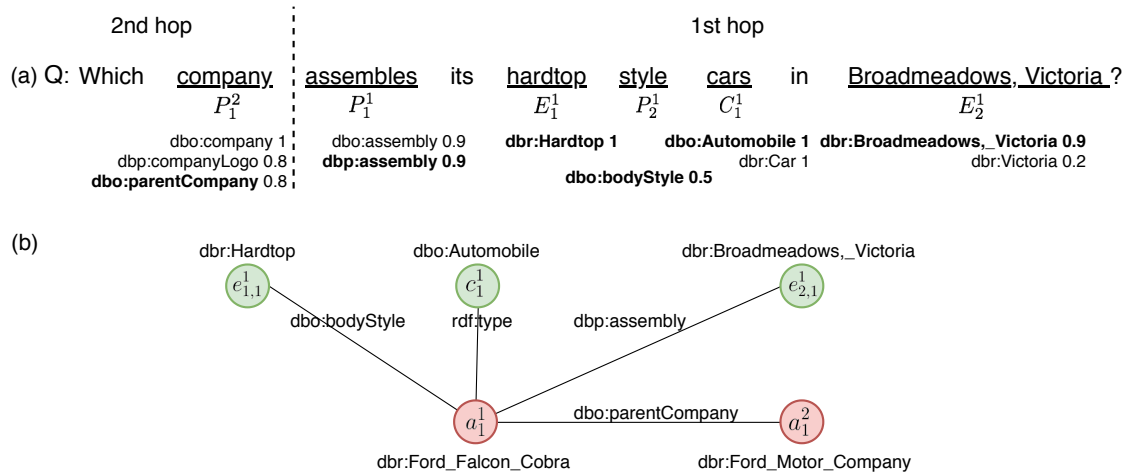 2nd hop 1st hop
(a) Q: Which company assembles its hardtop style cars in Broadmeadows, Victoria ?
P₁² P₁¹ E₁¹ P₂¹ C₁¹ E₂¹
dbo:company 1 dbo:assembly 0.9 dbr:Hardtop 1 dbo:Automobile 1 dbr:Broadmeadows,_Victoria 0.9
dbp:companyLogo 0.8 dbp:assembly 0.9 dbr:Car 1 dbr:Victoria 0.2
dbo:parentCompany 0.8 dbo:bodyStyle 0.5
(b)
dbr:Hardtop dbo:Automobile dbr:Broadmeadows,_Victoria
e¹₁,₁ c₁¹ e¹₂,₁
dbo:bodyStyle rdf:type dbp:assembly
a₁¹ dbo:parentCompany a₁²
dbr:Ford_Falcon_Cobra dbr:Ford_Motor_Company